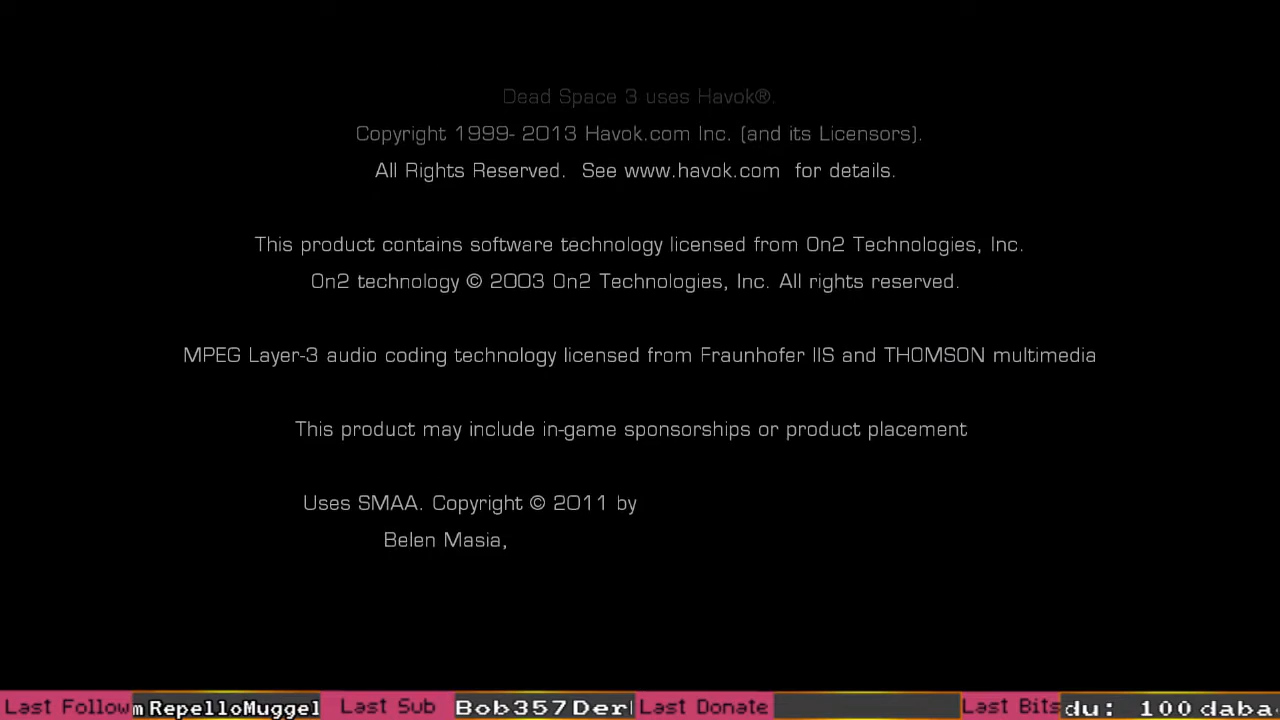 Dead Space 3 uses Havok®.
Copyright 1999- 2013 Havok.com Inc. (and its Licensors).
All Rights Reserved. See www.havok.com for details.
This product contains software technology licensed from On2 Technologies, Inc.
On2 technology © 2003 On2 Technologies, Inc. All rights reserved.
MPEG Layer-3 audio coding technology licensed from Fraunhofer IIS and THOMSON multimedia
This product may include in-game sponsorships or product placement
Uses SMAA. Copyright © 2011 by
Belen Masia,
Last Follow m RepelloMuggel Last Sub Bob357Der Last Donate Last Bits du: 100 daba